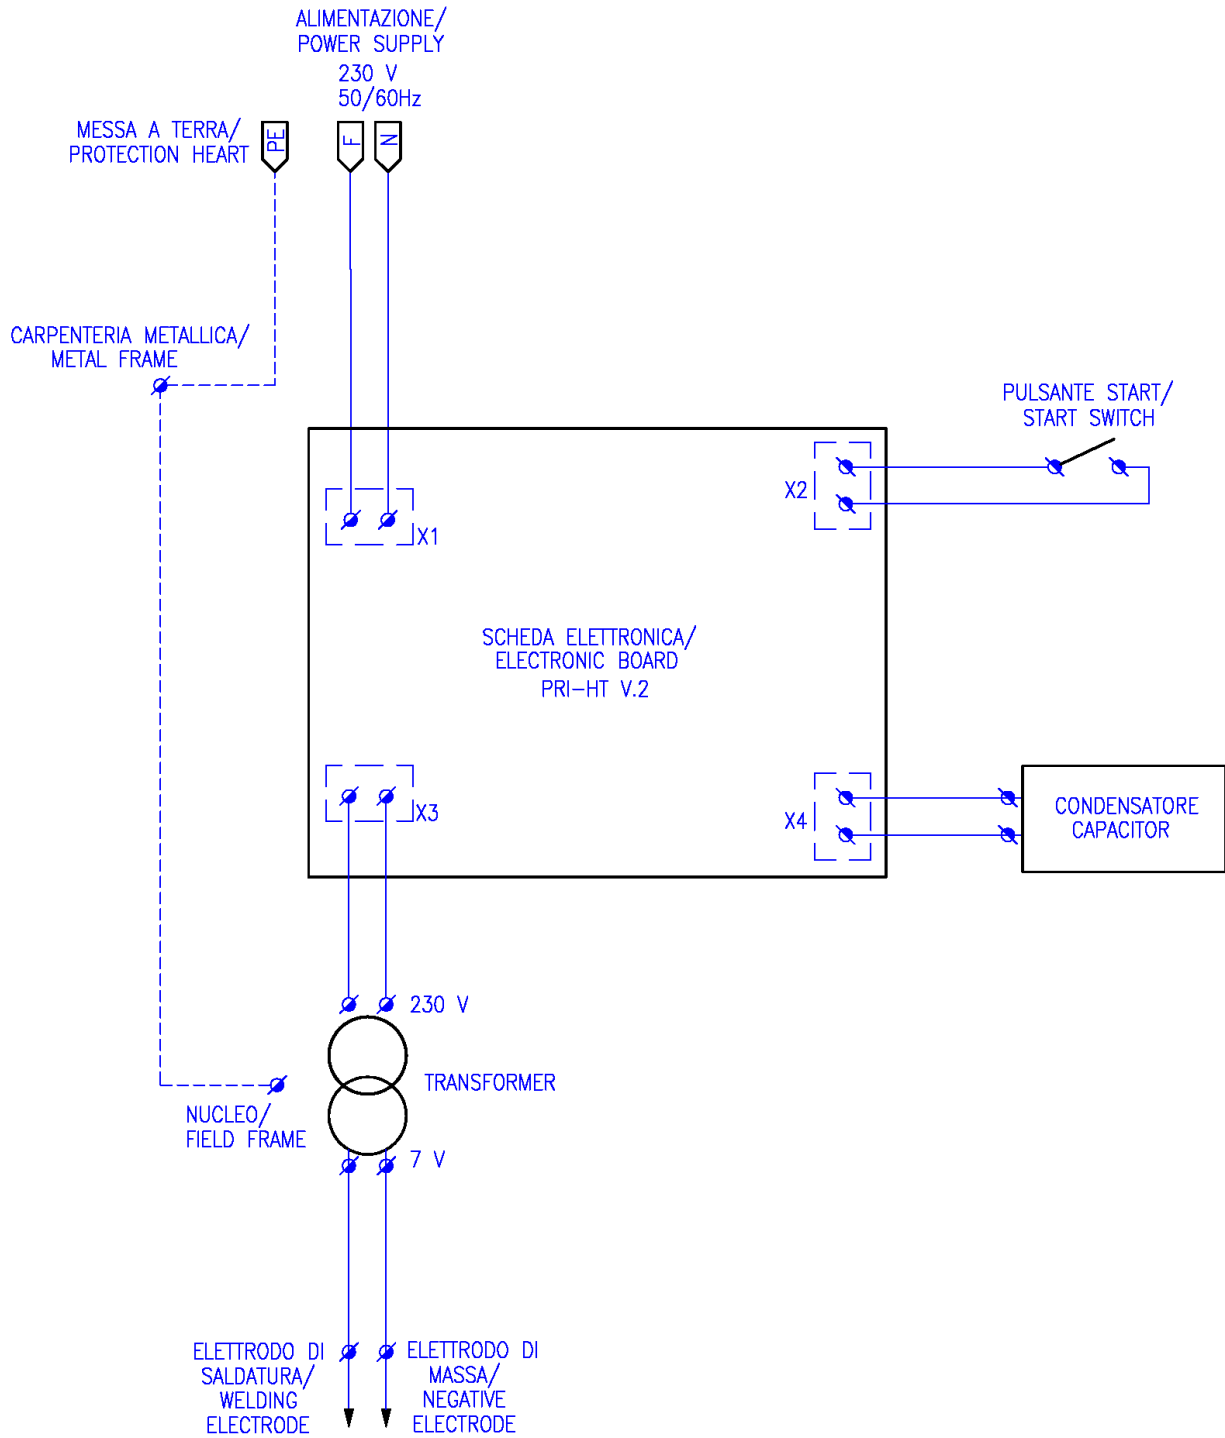 ALIMENTAZIONE/
POWER SUPPLY
230 V
50/60Hz
MESSA A TERRA/
PROTECTION HEART
PE
F
N
CARPENTERIA METALLICA/
METAL FRAME
PULSANTE START/
START SWITCH
X1
X2
SCHEDA ELETTRONICA/
ELECTRONIC BOARD
PRI-HT V.2
X3
X4
CONDENSATORE
CAPACITOR
230 V
TRANSFORMER
NUCLEO/
FIELD FRAME
7 V
ELETTRODO DI
SALDATURA/
WELDING
ELECTRODE
ELETTRODO DI
MASSA/
NEGATIVE
ELECTRODE